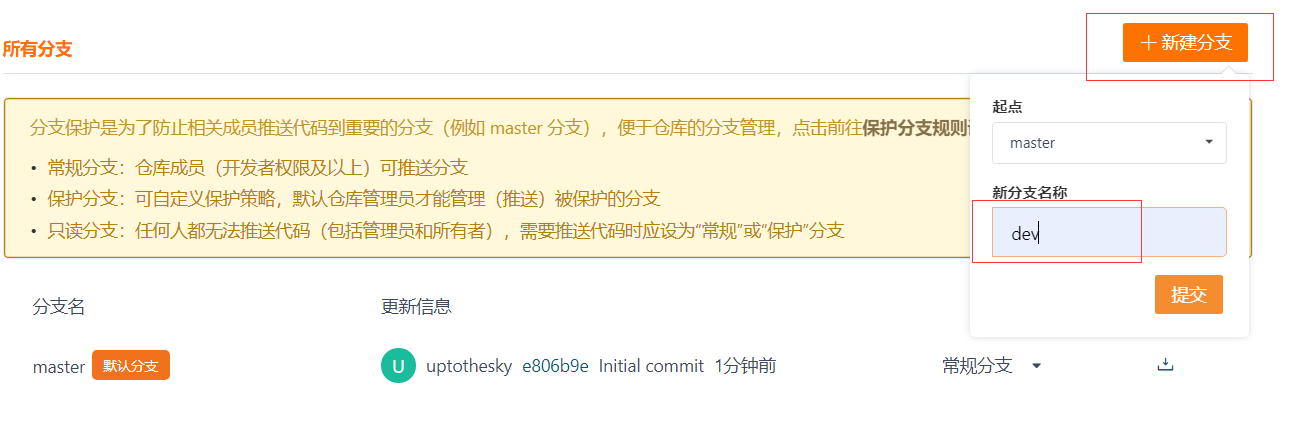 所有分支
+ 新建分支
分支保护是为了防止相关成员推送代码到重要的分支（例如 master 分支），便于仓库的分支管理，点击前往保护分支规则
• 常规分支：仓库成员（开发者权限及以上）可推送分支
• 保护分支：可自定义保护策略，默认仓库管理员才能管理（推送）被保护的分支
• 只读分支：任何人都无法推送代码（包括管理员和所有者），需要推送代码时应设为“常规”或“保护”分支
起点
master
新分支名称
dev
提交
分支名 更新信息
master 默认分支 U uptothesky e806b9e Initial commit 1分钟前 常规分支